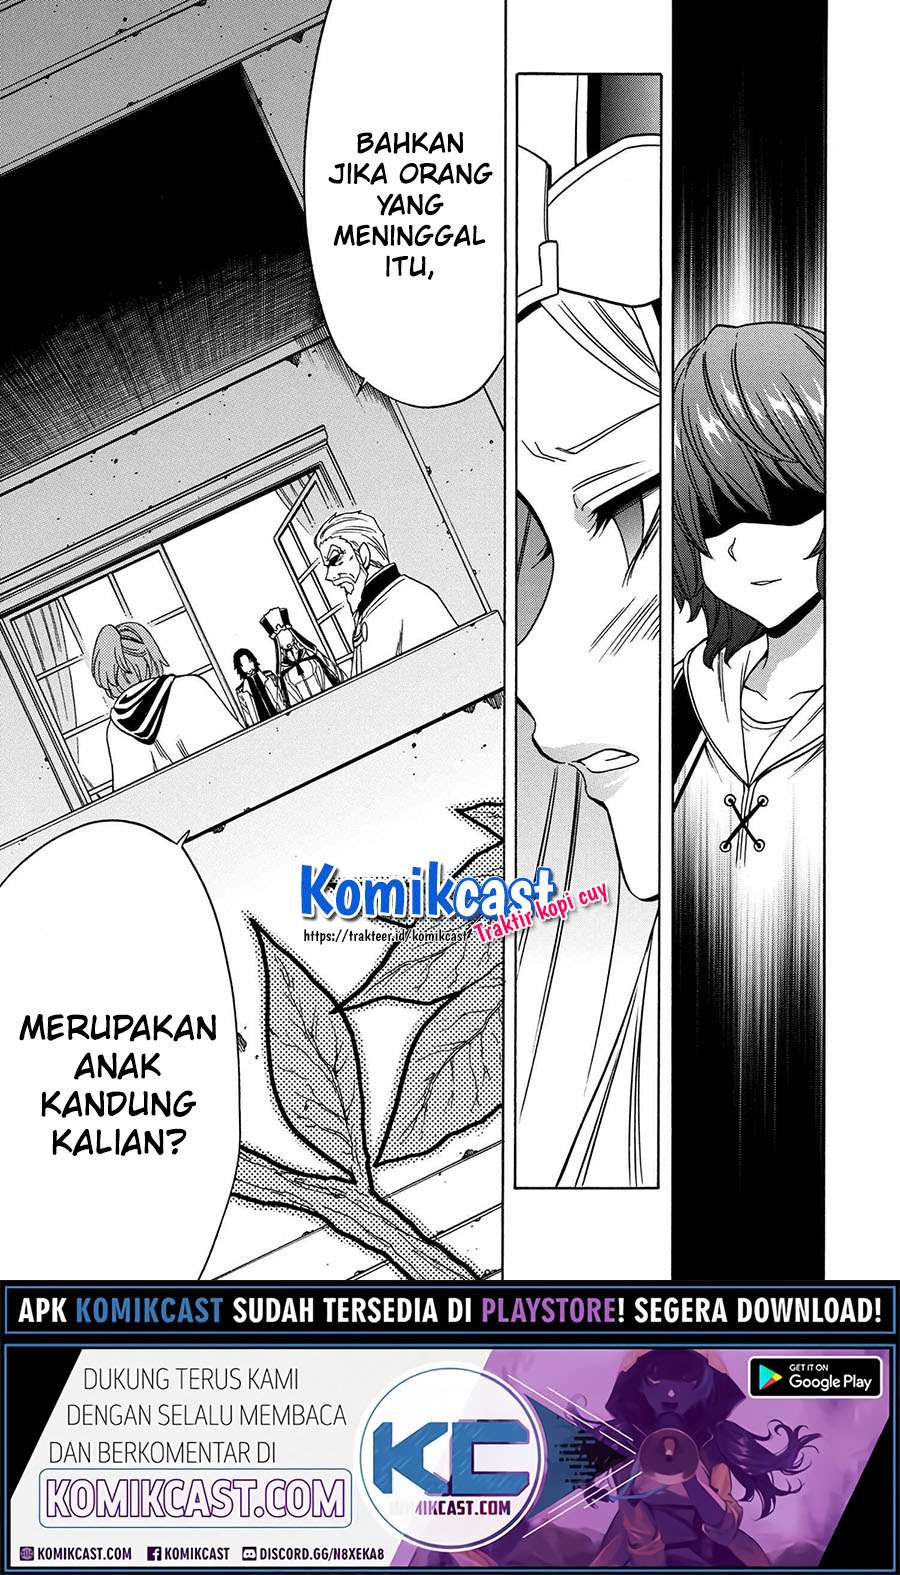 BAHKAN
JIKA ORANG
YANG
MENINGGAL
ITU,
Komikcast
Traktir kopi cuy
https://trakteer.id/komikcast
MERUPAKAN
ANAK
KANDUNG
KALIAN?
APK KOMIKCAST SUDAH TERSEDIA DI PLAYSTORE! SEGERA DOWNLOAD!
DUKUNG TERUS KAMI
DENGAN SELALU MEMBACA
DAN BERKOMENTAR DI
KOMIKCAST.COM
KC
GET IT ON
Google Play
KOMIKCAST.COM KOMIKCAST DISCORD.GG/N8XEKA8